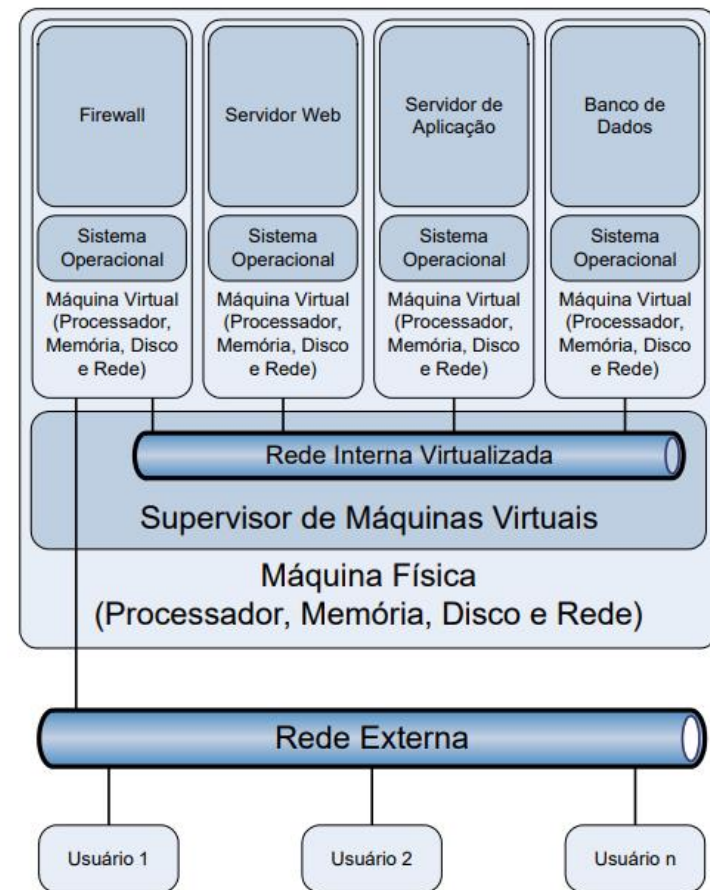 Firewall
Servidor Web
Servidor de
Aplicação
Banco de
Dados
Sistema
Operacional
Sistema
Operacional
Sistema
Operacional
Sistema
Operacional
Máquina Virtual
(Processador,
Memória, Disco
e Rede)
Máquina Virtual
(Processador,
Memória, Disco
e Rede)
Máquina Virtual
(Processador,
Memória, Disco
e Rede)
Máquina Virtual
(Processador,
Memória, Disco
e Rede)
Rede Interna Virtualizada
Supervisor de Máquinas Virtuais
Máquina Física
(Processador, Memória, Disco e Rede)
Rede Externa
Usuário 1
Usuário 2
Usuário n